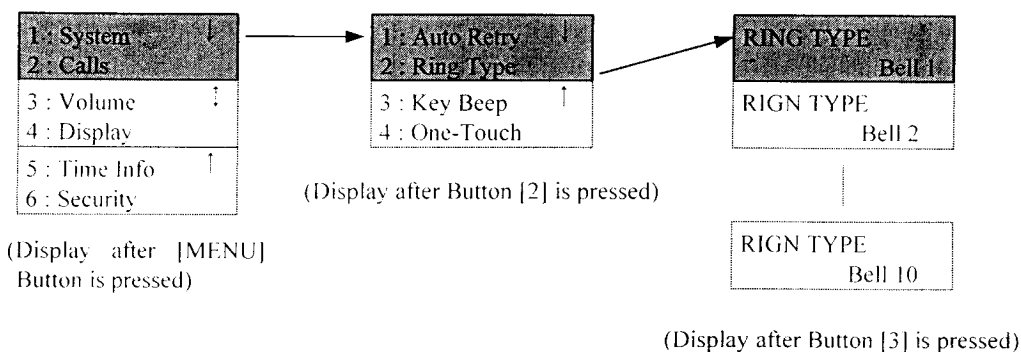 1 : System ↓
2 : Calls
3 : Volume ↕
4 : Display
5 : Time Info ↑
6 : Security
(Display after [MENU]
Button is pressed)
1 : Auto Retry ↓
2 : Ring Type
3 : Key Beep ↑
4 : One-Touch
(Display after Button [2] is pressed)
RING TYPE
Bell 1
RIGN TYPE
Bell 2
RIGN TYPE
Bell 10
(Display after Button [3] is pressed)